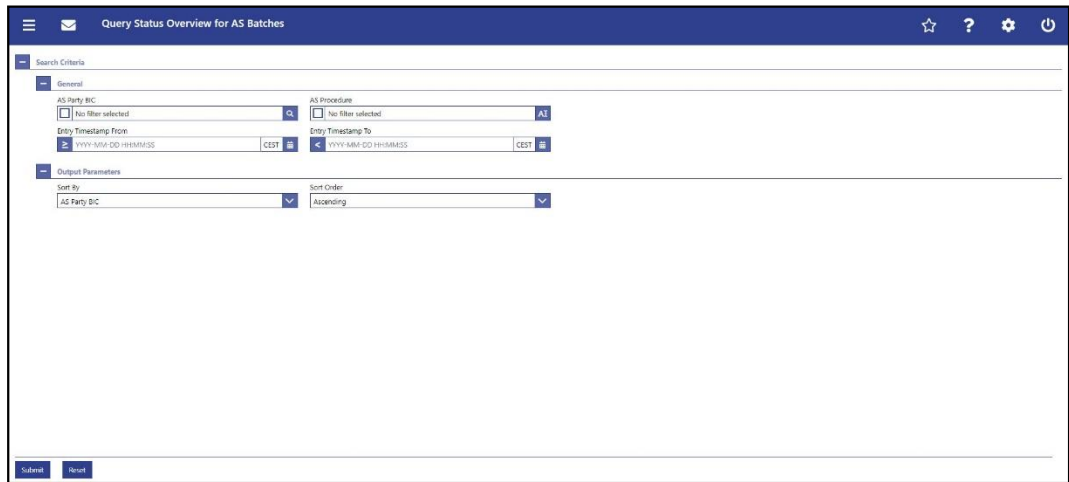 Query Status Overview for AS Batches ?
Search Criteria
General
AS Party BIC AS Procedure
No filter selected No filter selected AI
Entry Timestamp From Entry Timestamp To
≥ YYYY-MM-DD HH:MM:SS CEST < YYYY-MM-DD HH:MM:SS CEST
Output Parameters
Sort By Sort Order
AS Party BIC Ascending
Submit Reset